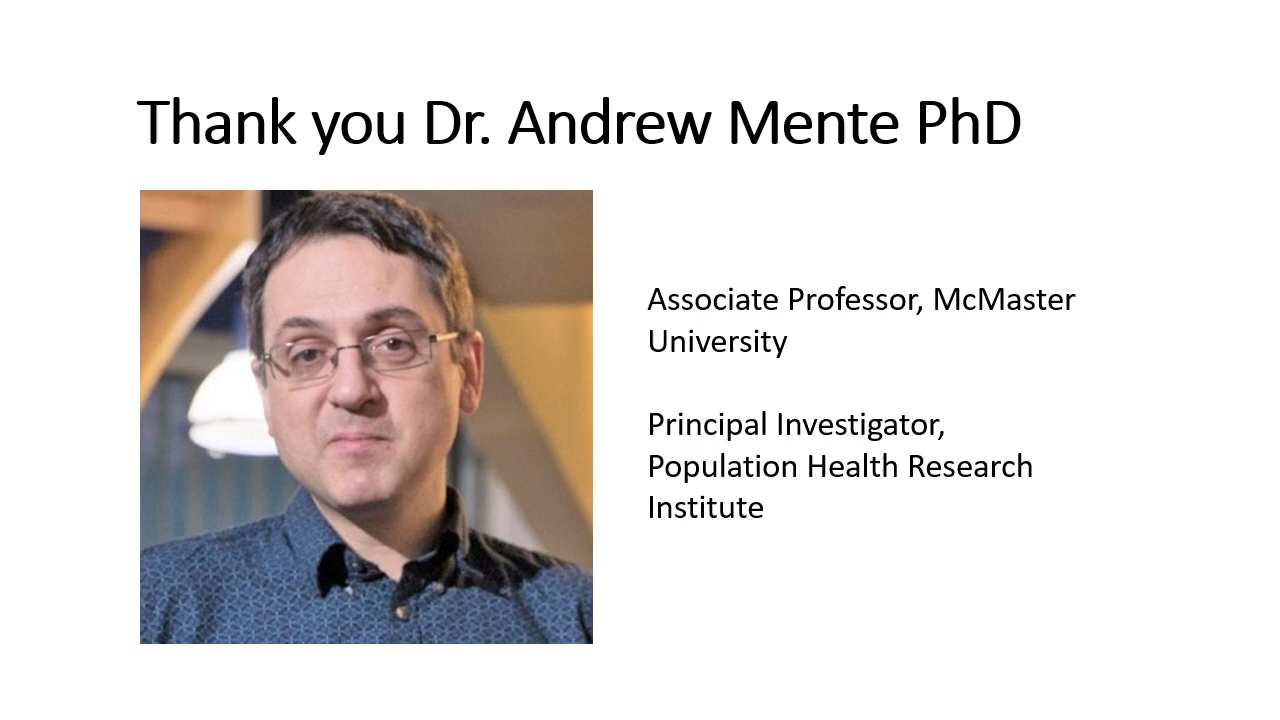 Thank you Dr. Andrew Mente PhD
Associate Professor, McMaster
University
Principal Investigator,
Population Health Research
Institute